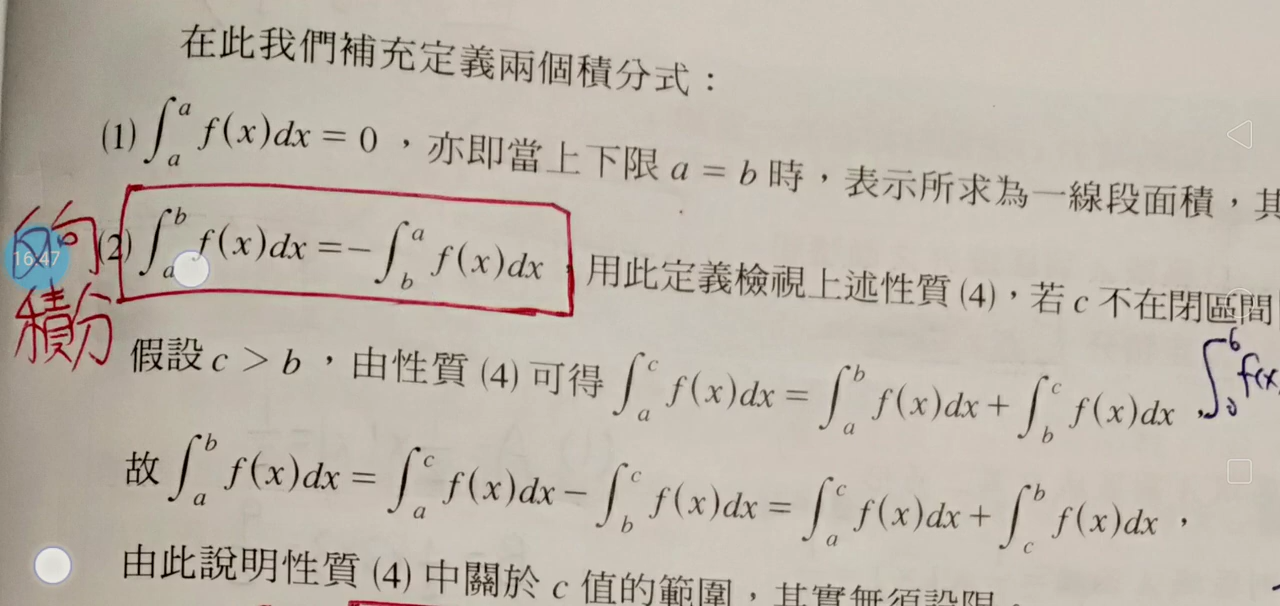 在此我們補充定義兩個積分式：
(1) ∫_a^a f(x)dx = 0，亦即當上下限 a = b 時，表示所求為一線段面積，其
(2) ∫_a^b f(x)dx = − ∫_b^a f(x)dx，用此定義檢視上述性質 (4)，若 c 不在閉區間
16:47
積分
假設 c > b，由性質 (4) 可得 ∫_a^c f(x)dx = ∫_a^b f(x)dx + ∫_b^c f(x)dx，
故 ∫_a^b f(x)dx = ∫_a^c f(x)dx − ∫_b^c f(x)dx = ∫_a^c f(x)dx + ∫_c^b f(x)dx，
由此說明性質 (4) 中關於 c 值的範圍，其實無須設限。